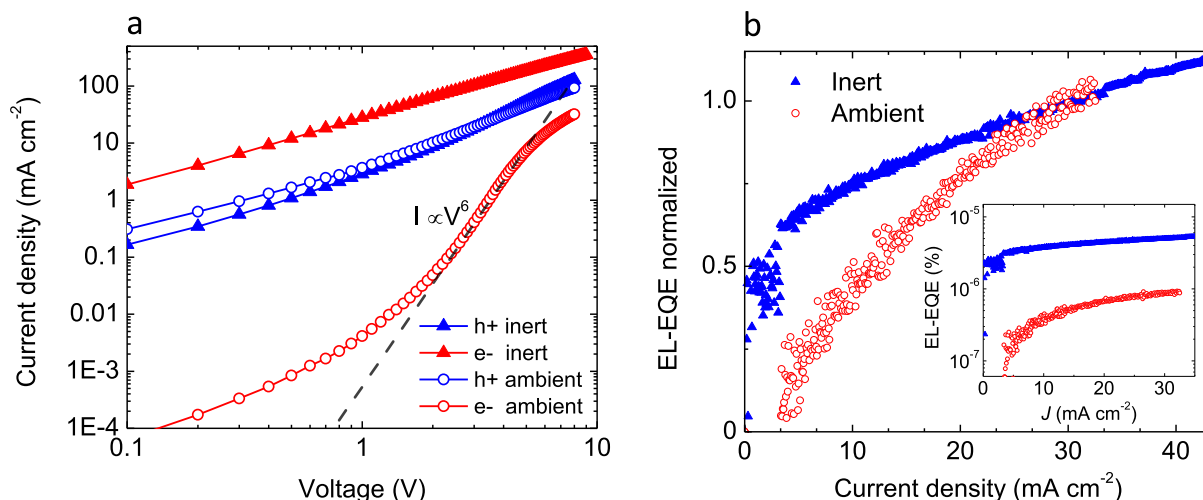 a
Current density (mA cm⁻²)
100
10
1
0.1
0.01
1E-3
1E-4
0.1
1
10
Voltage (V)
I ∝V⁶
h+ inert
e- inert
h+ ambient
e- ambient
b
EL-EQE normalized
1.0
0.5
0
0
10
20
30
40
Current density (mA cm⁻²)
Inert
Ambient
EL-EQE (%)
10⁻⁵
10⁻⁶
10⁻⁷
0
10
20
30
J (mA cm⁻²)